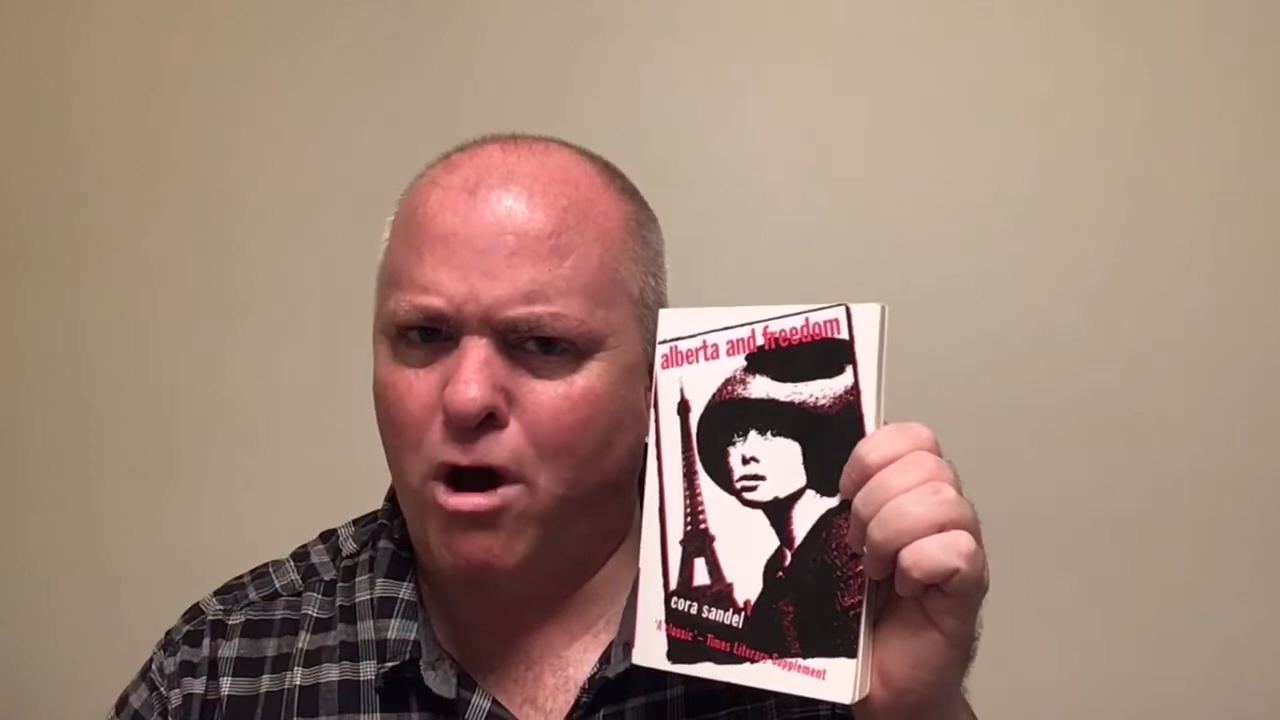 alberta and freedom
cora sandel
'A classic' – Times Literary Supplement